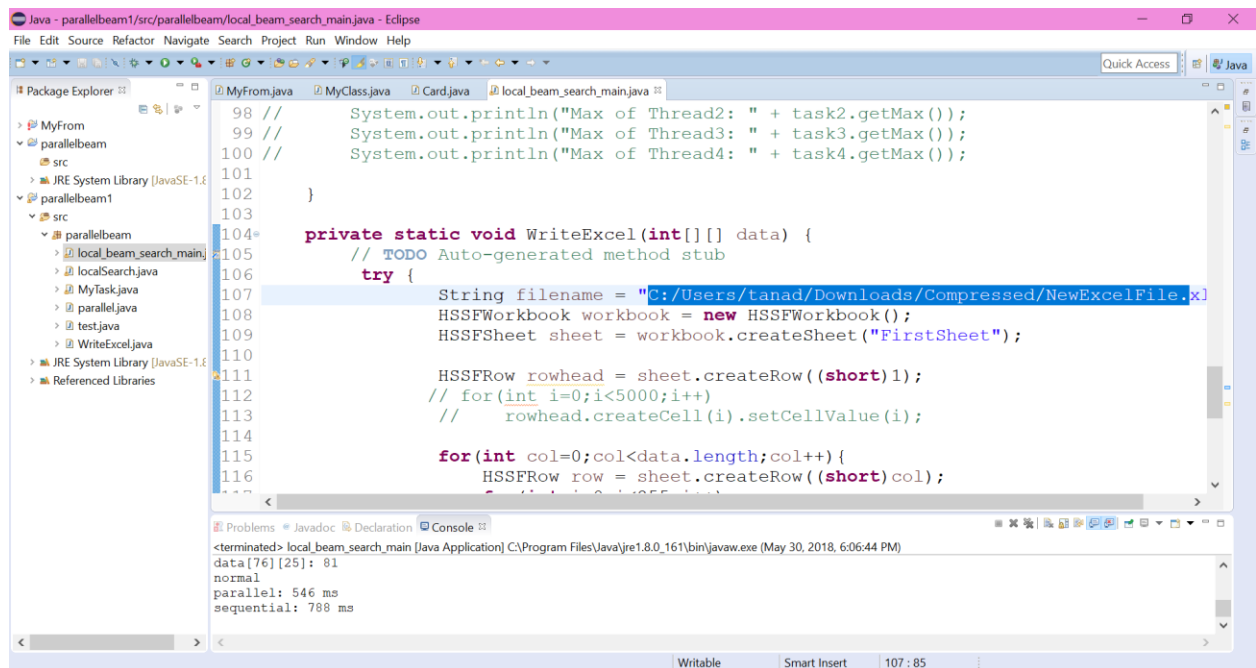 Java - parallelbeam1/src/parallelbeam/local_beam_search_main.java - Eclipse
File Edit Source Refactor Navigate Search Project Run Window Help
Quick Access
Java
Package Explorer
MyFrom
parallelbeam
src
JRE System Library [JavaSE-1.8
parallelbeam1
src
parallelbeam
local_beam_search_main.j
localSearch.java
MyTask.java
parallel.java
test.java
WriteExcel.java
JRE System Library [JavaSE-1.8
Referenced Libraries
MyFrom.java MyClass.java Card.java local_beam_search_main.java
98 // System.out.println("Max of Thread2: " + task2.getMax());
99 // System.out.println("Max of Thread3: " + task3.getMax());
100 // System.out.println("Max of Thread4: " + task4.getMax());
101
102 }
103
104 private static void WriteExcel(int[][] data) {
105 // TODO Auto-generated method stub
106 try {
107 String filename = "C:/Users/tanad/Downloads/Compressed/NewExcelFile.xl
108 HSSFWorkbook workbook = new HSSFWorkbook();
109 HSSFSheet sheet = workbook.createSheet("FirstSheet");
110
111 HSSFRow rowhead = sheet.createRow((short)1);
112 // for(int i=0;i<5000;i++)
113 // rowhead.createCell(i).setCellValue(i);
114
115 for(int col=0;col<data.length;col++){
116 HSSFRow row = sheet.createRow((short)col);
Problems Javadoc Declaration Console
<terminated> local_beam_search_main [Java Application] C:\Program Files\Java\jre1.8.0_161\bin\javaw.exe (May 30, 2018, 6:06:44 PM)
data[76][25]: 81
normal
parallel: 546 ms
sequential: 788 ms
Writable Smart Insert 107 : 85